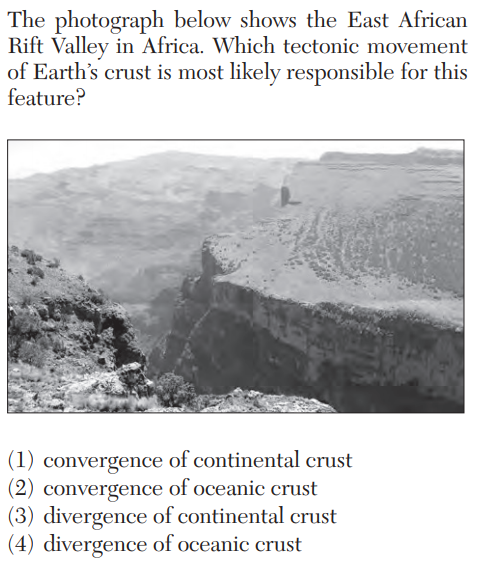 The photograph below shows the East African
Rift Valley in Africa. Which tectonic movement
of Earth's crust is most likely responsible for this
feature?
(1) convergence of continental crust
(2) convergence of oceanic crust
(3) divergence of continental crust
(4) divergence of oceanic crust